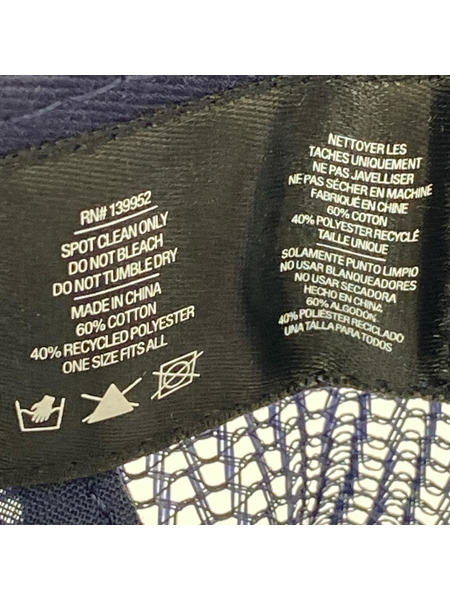 RN# 139952
SPOT CLEAN ONLY
DO NOT BLEACH
DO NOT TUMBLE DRY
MADE IN CHINA
60% COTTON
40% RECYCLED POLYESTER
ONE SIZE FITS ALL
NETTOYER LES
TACHES UNIQUEMENT
NE PAS JAVELLISER
NE PAS SÉCHER EN MACHINE
FABRIQUÉ EN CHINE
60% COTON
40% POLYESTER RECYCLÉ
TAILLE UNIQUE
SOLAMENTE PUNTO LIMPIO
NO USAR BLANQUEADORES
NO USAR SECADORA
HECHO EN CHINA
60% ALGODÓN
40% POLIÉSTER RECICLADO
UNA TALLA PARA TODOS